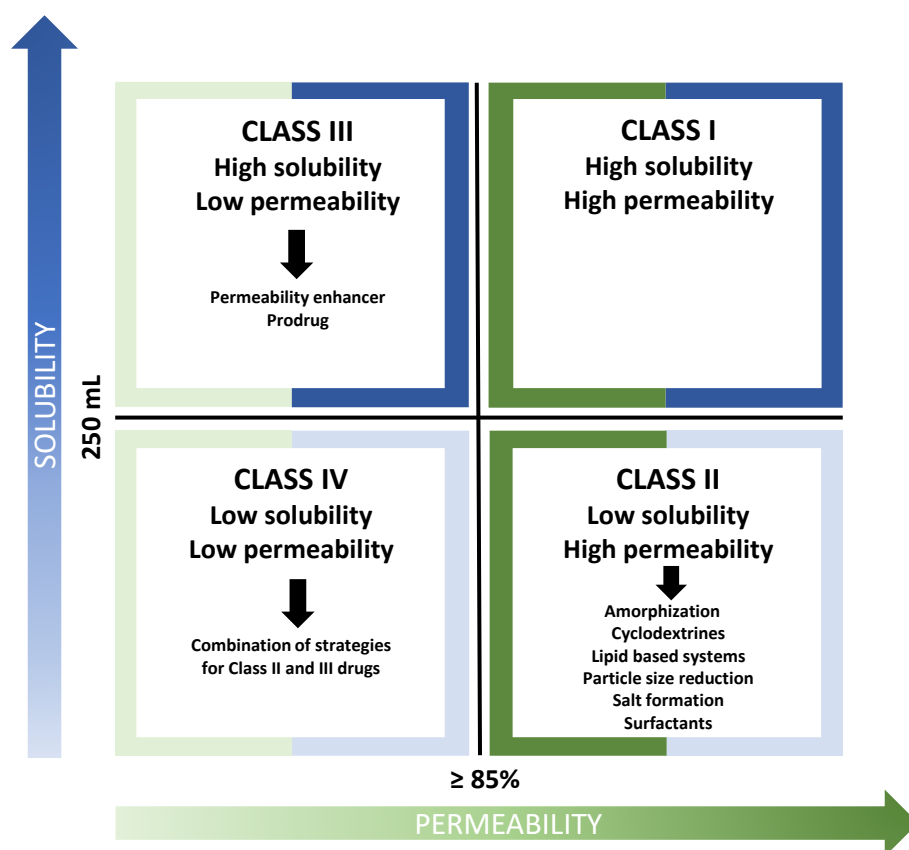 SOLUBILITY
250 mL
CLASS III
High solubility
Low permeability
Permeability enhancer
Prodrug
CLASS I
High solubility
High permeability
CLASS IV
Low solubility
Low permeability
Combination of strategies
for Class II and III drugs
CLASS II
Low solubility
High permeability
Amorphization
Cyclodextrines
Lipid based systems
Particle size reduction
Salt formation
Surfactants
≥ 85%
PERMEABILITY